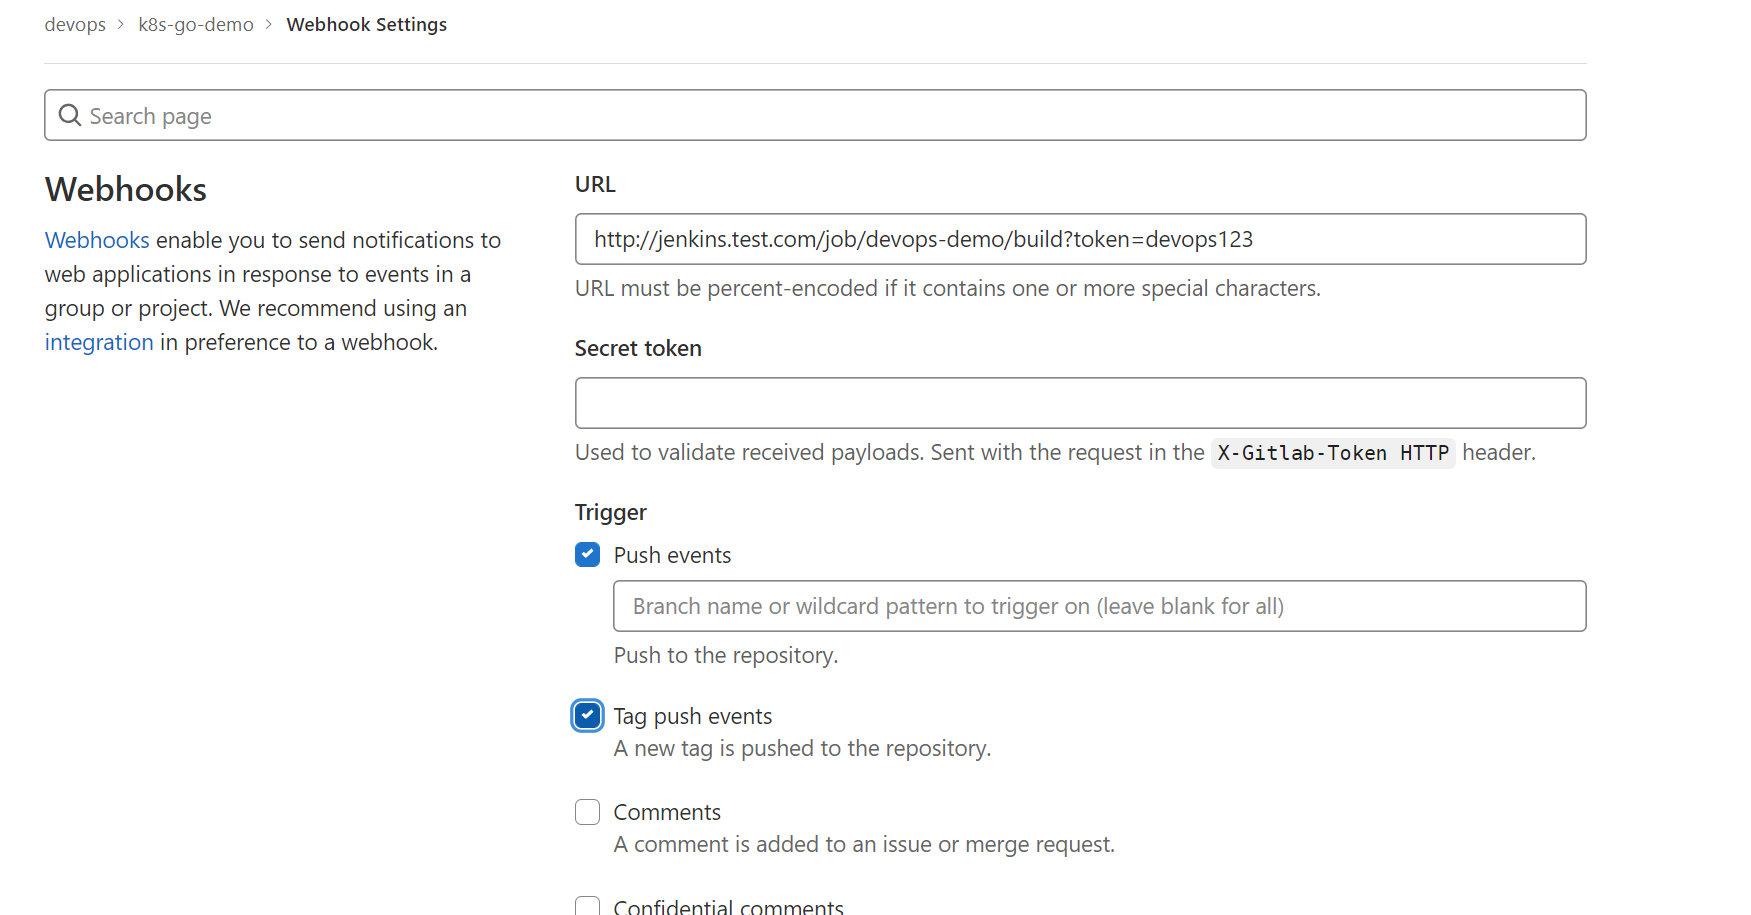 devops > k8s-go-demo > Webhook Settings
Search page
Webhooks
Webhooks enable you to send notifications to
web applications in response to events in a
group or project. We recommend using an
integration in preference to a webhook.
URL
http://jenkins.test.com/job/devops-demo/build?token=devops123
URL must be percent-encoded if it contains one or more special characters.
Secret token
Used to validate received payloads. Sent with the request in the X-Gitlab-Token HTTP header.
Trigger
Push events
Branch name or wildcard pattern to trigger on (leave blank for all)
Push to the repository.
Tag push events
A new tag is pushed to the repository.
Comments
A comment is added to an issue or merge request.
Confidential comments